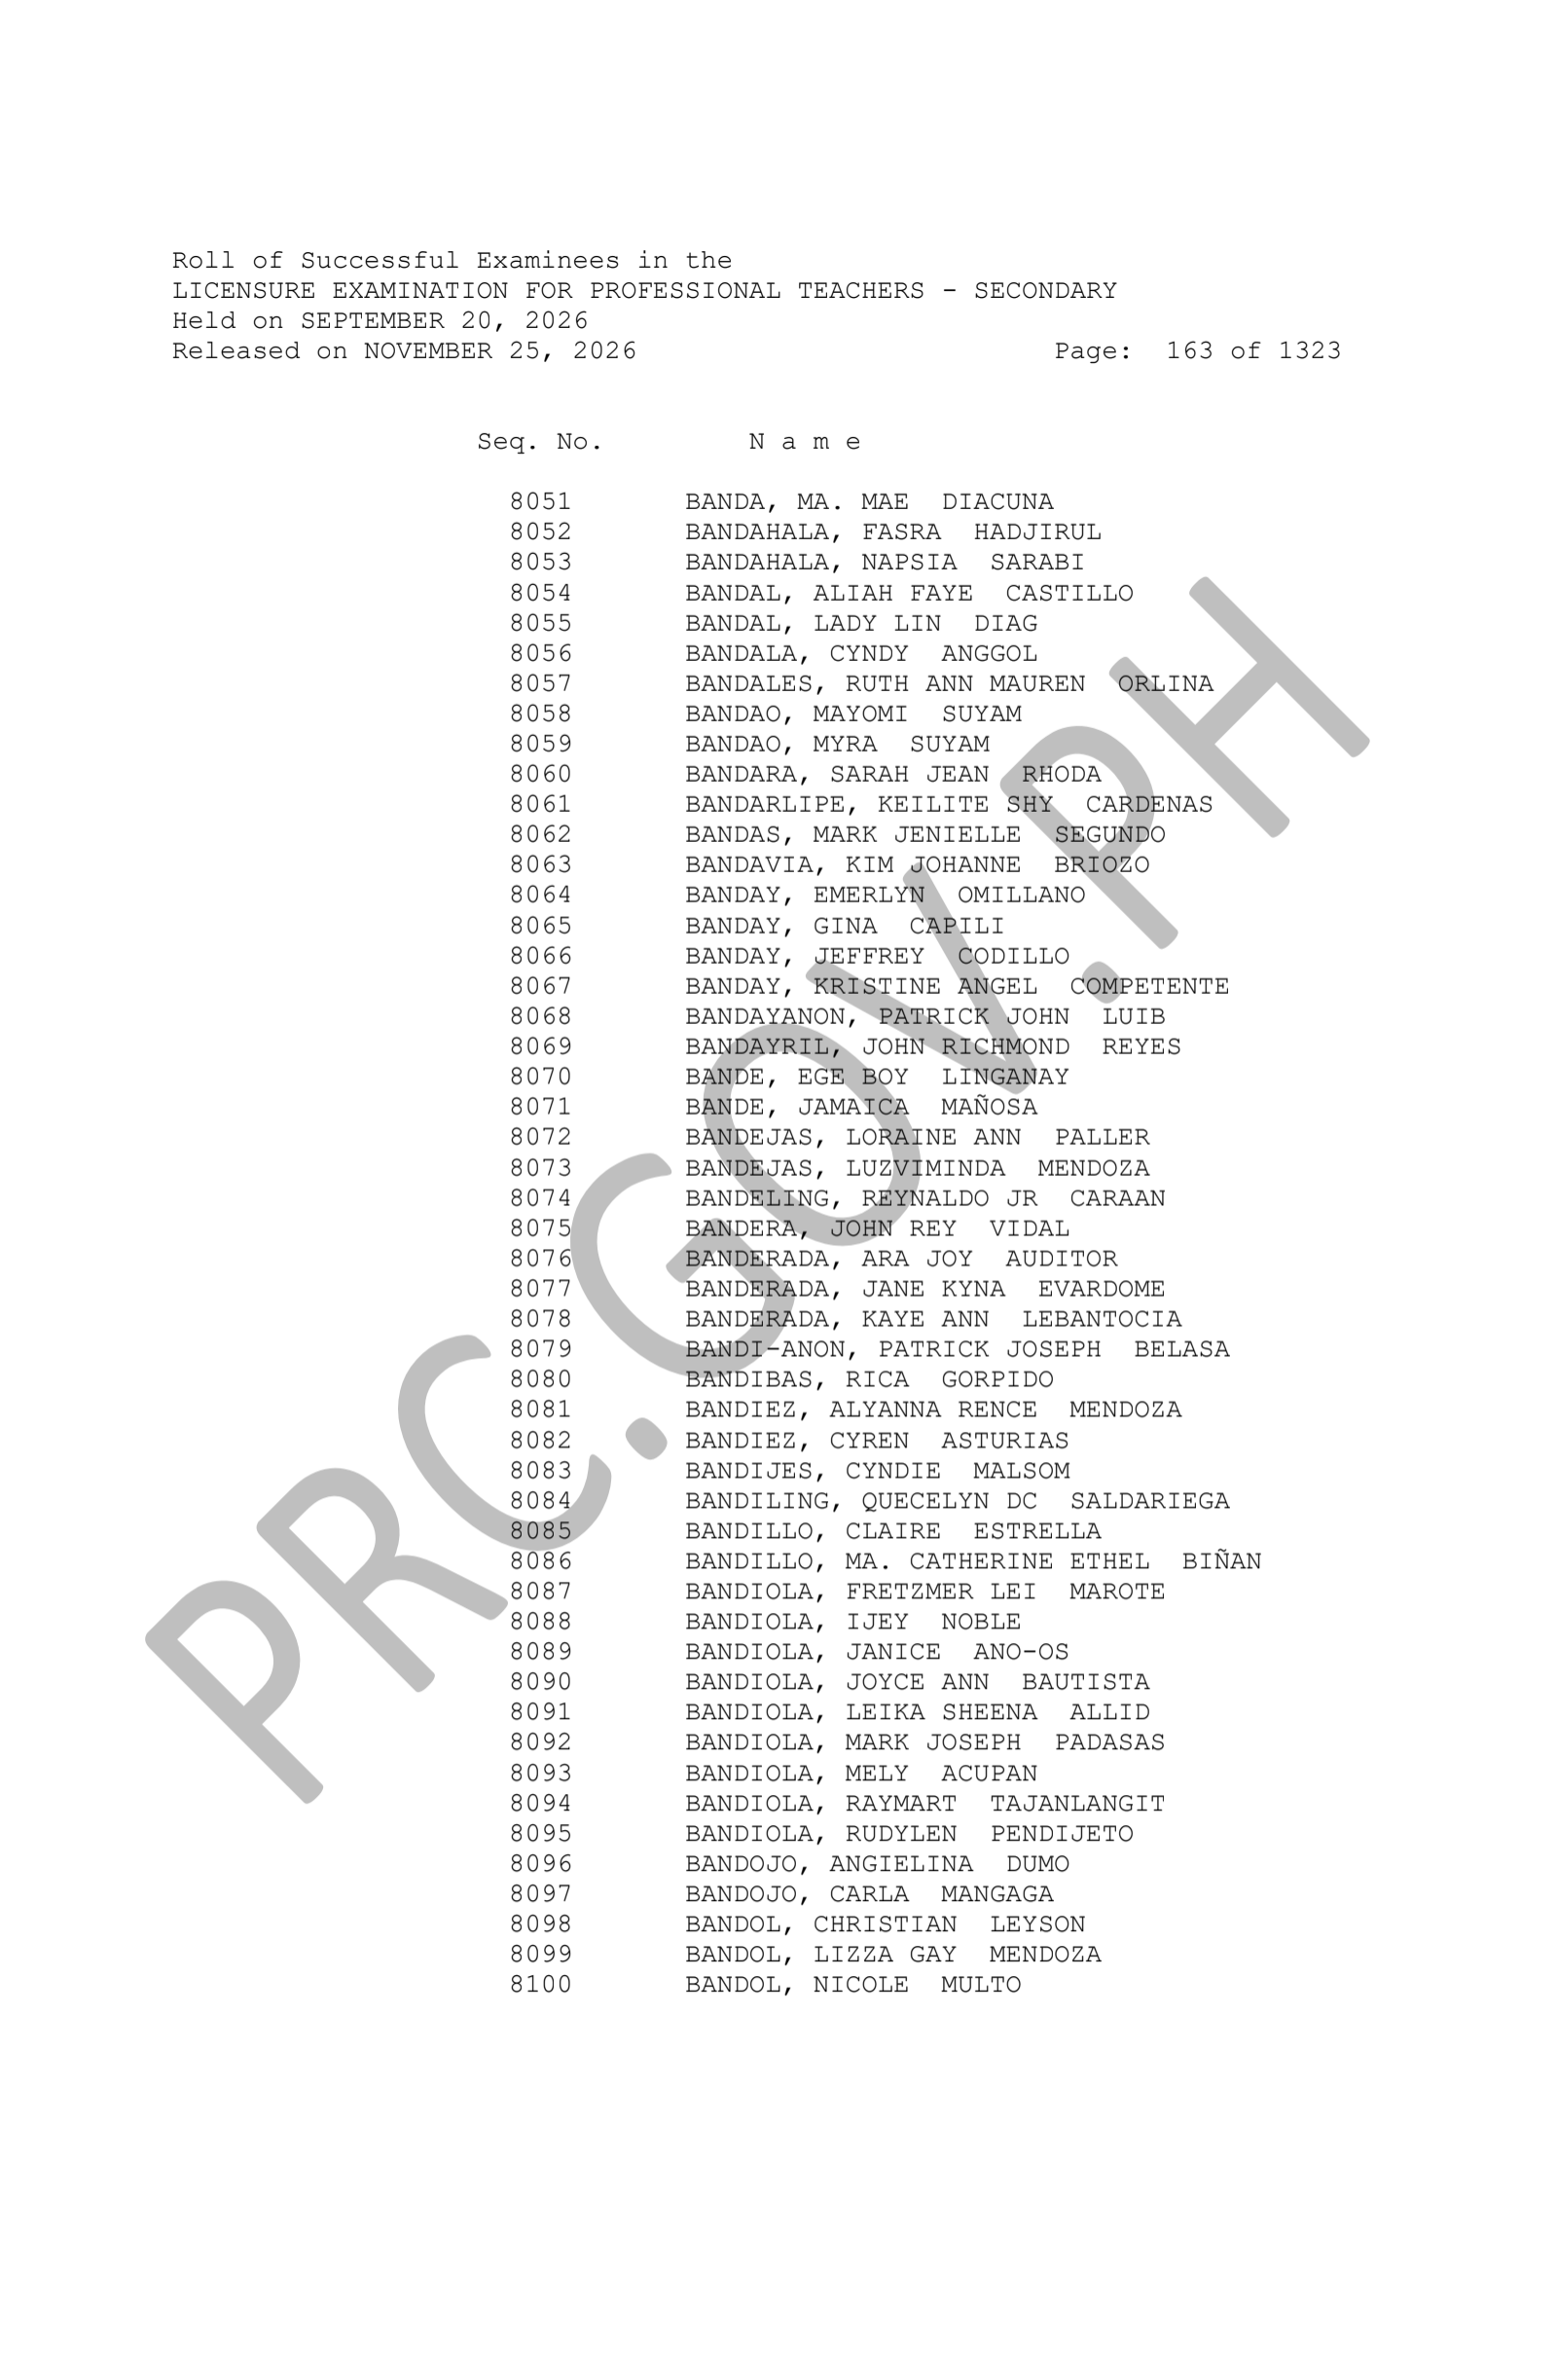 Roll of Successful Examinees in the
LICENSURE EXAMINATION FOR PROFESSIONAL TEACHERS - SECONDARY
Held on SEPTEMBER 20, 2026
Released on NOVEMBER 25, 2026 Page: 163 of 1323
Seq. No. N a m e
8051 BANDA, MA. MAE DIACUNA
8052 BANDAHALA, FASRA HADJIRUL
8053 BANDAHALA, NAPSIA SARABI
8054 BANDAL, ALIAH FAYE CASTILLO
8055 BANDAL, LADY LIN DIAG
8056 BANDALA, CYNDY ANGGOL
8057 BANDALES, RUTH ANN MAUREN ORLINA
8058 BANDAO, MAYOMI SUYAM
8059 BANDAO, MYRA SUYAM
8060 BANDARA, SARAH JEAN RHODA
8061 BANDARLIPE, KEILITE SHY CARDENAS
8062 BANDAS, MARK JENIELLE SEGUNDO
8063 BANDAVIA, KIM JOHANNE BRIOZO
8064 BANDAY, EMERLYN OMILLANO
8065 BANDAY, GINA CAPILI
8066 BANDAY, JEFFREY CODILLO
8067 BANDAY, KRISTINE ANGEL COMPETENTE
8068 BANDAYANON, PATRICK JOHN LUIB
8069 BANDAYRIL, JOHN RICHMOND REYES
8070 BANDE, EGE BOY LINGANAY
8071 BANDE, JAMAICA MAÑOSA
8072 BANDEJAS, LORAINE ANN PALLER
8073 BANDEJAS, LUZVIMINDA MENDOZA
8074 BANDELING, REYNALDO JR CARAAN
8075 BANDERA, JOHN REY VIDAL
8076 BANDERADA, ARA JOY AUDITOR
8077 BANDERADA, JANE KYNA EVARDOME
8078 BANDERADA, KAYE ANN LEBANTOCIA
8079 BANDI-ANON, PATRICK JOSEPH BELASA
8080 BANDIBAS, RICA GORPIDO
8081 BANDIEZ, ALYANNA RENCE MENDOZA
8082 BANDIEZ, CYREN ASTURIAS
8083 BANDIJES, CYNDIE MALSOM
8084 BANDILING, QUECELYN DC SALDARIEGA
8085 BANDILLO, CLAIRE ESTRELLA
8086 BANDILLO, MA. CATHERINE ETHEL BIÑAN
8087 BANDIOLA, FRETZMER LEI MAROTE
8088 BANDIOLA, IJEY NOBLE
8089 BANDIOLA, JANICE ANO-OS
8090 BANDIOLA, JOYCE ANN BAUTISTA
8091 BANDIOLA, LEIKA SHEENA ALLID
8092 BANDIOLA, MARK JOSEPH PADASAS
8093 BANDIOLA, MELY ACUPAN
8094 BANDIOLA, RAYMART TAJANLANGIT
8095 BANDIOLA, RUDYLEN PENDIJETO
8096 BANDOJO, ANGIELINA DUMO
8097 BANDOJO, CARLA MANGAGA
8098 BANDOL, CHRISTIAN LEYSON
8099 BANDOL, LIZZA GAY MENDOZA
8100 BANDOL, NICOLE MULTO
PRC.GOV.PH